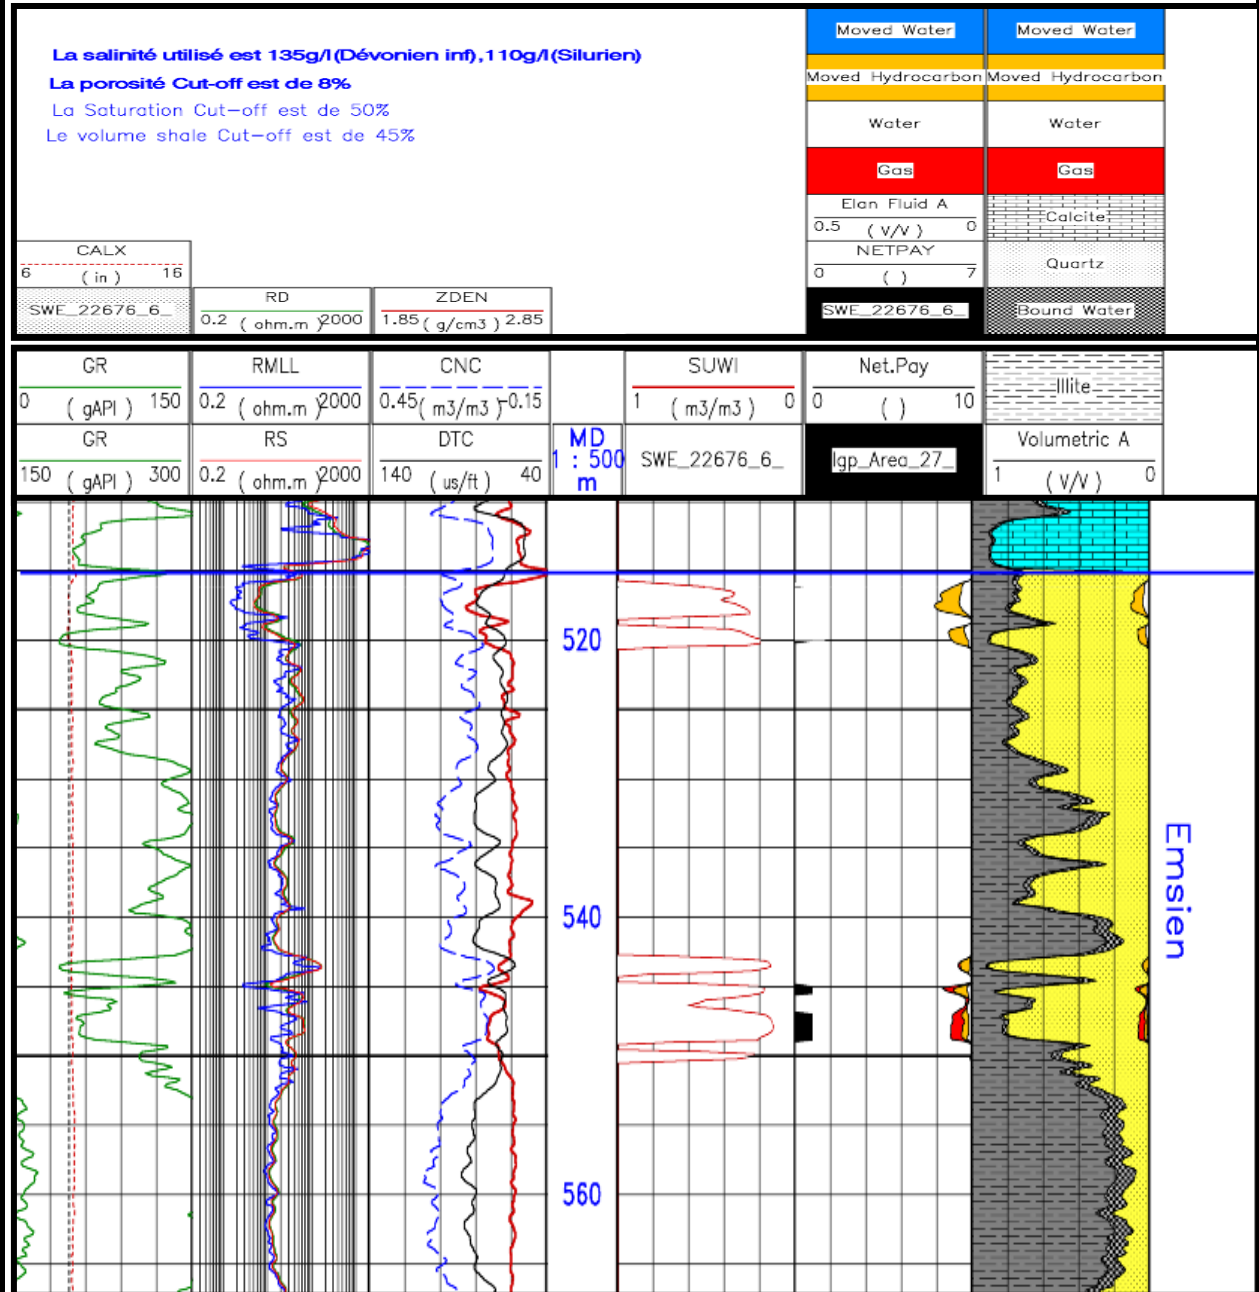 La salinité utilisé est 135g/l(Dévonien inf),110g/l(Silurien)
La porosité Cut-off est de 8%
La Saturation Cut-off est de 50%
Le volume shale Cut-off est de 45%
Moved Water Moved Water
Moved Hydrocarbon Moved Hydrocarbon
Water Water
Gas Gas
Elan Fluid A
0.5 (V/V) 0
Calcite
CALX
6 (in) 16
NETPAY
0 ( ) 7
Quartz
SWE_22676_6_
RD
0.2 (ohm.m) 2000
ZDEN
1.85 (g/cm3) 2.85
SWE_22676_6_
Bound Water
GR
0 (gAPI) 150
RMLL
0.2 (ohm.m) 2000
CNC
0.45 (m3/m3) -0.15
SUWI
1 (m3/m3) 0
Net.Pay
0 ( ) 10
Illite
GR
150 (gAPI) 300
RS
0.2 (ohm.m) 2000
DTC
140 (us/ft) 40
MD
1 : 500
m
SWE_22676_6_
lgp_Area_27_
Volumetric A
1 (V/V) 0
520
540
560
Emsien